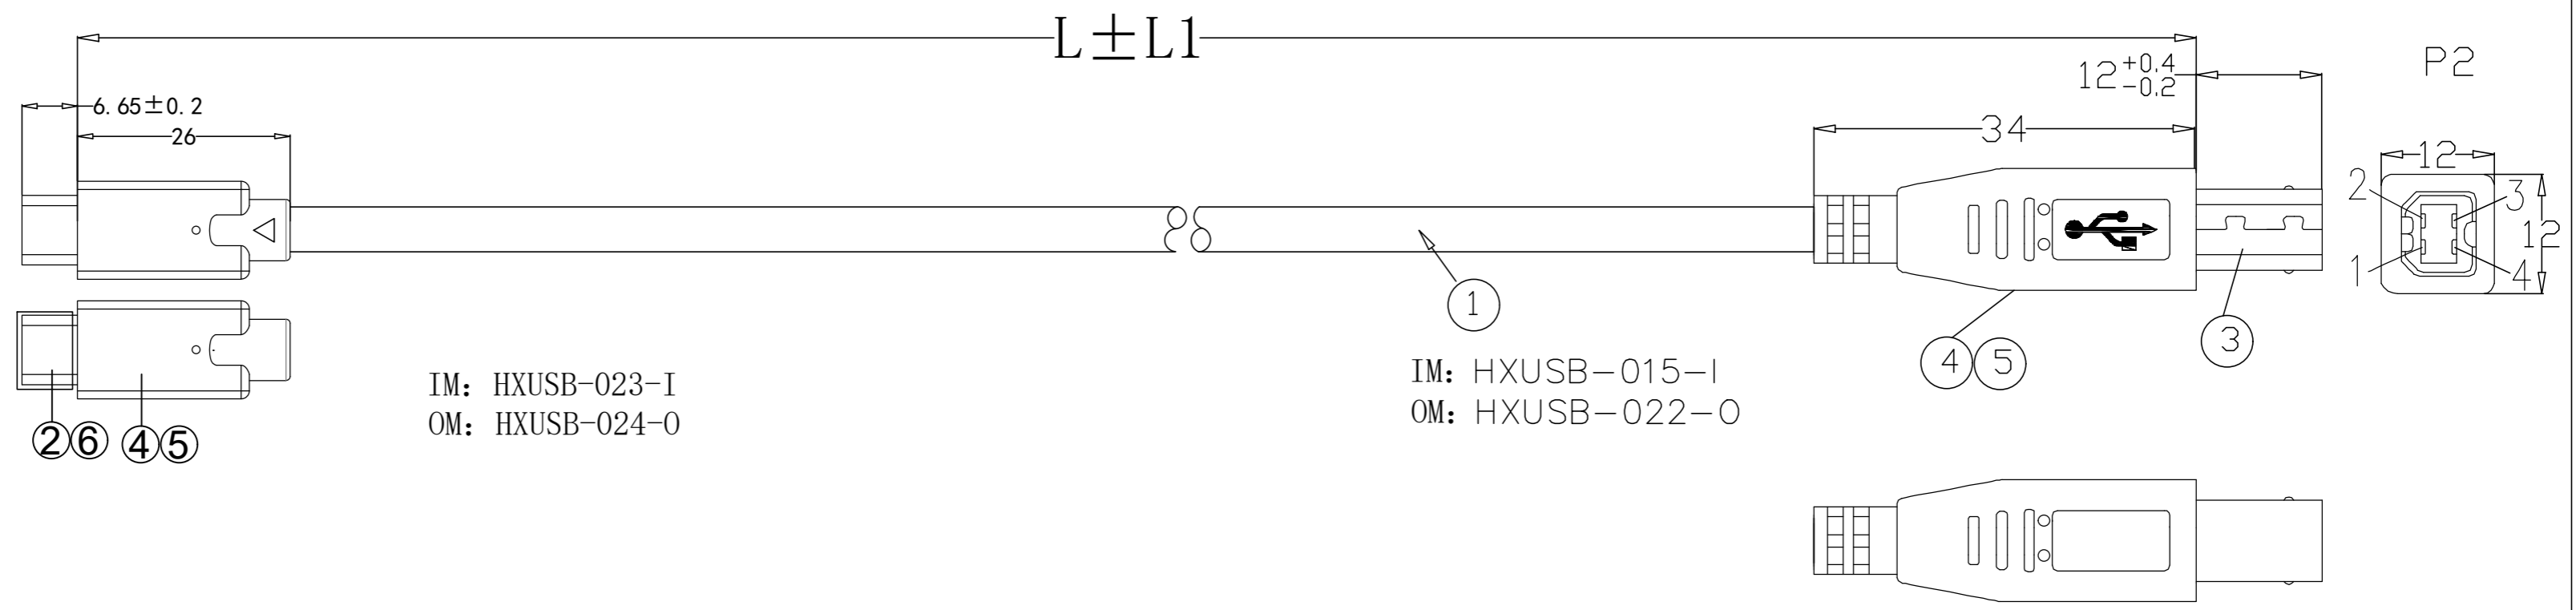 L±L1
12 +0.4 -0.2
P2
6.65±0.2
26
34
12
2
3
12
1
4
1
3
4 5
IM: HXUSB-015-I
OM: HXUSB-022-O
IM: HXUSB-023-I
OM: HXUSB-024-O
2 6 4 5